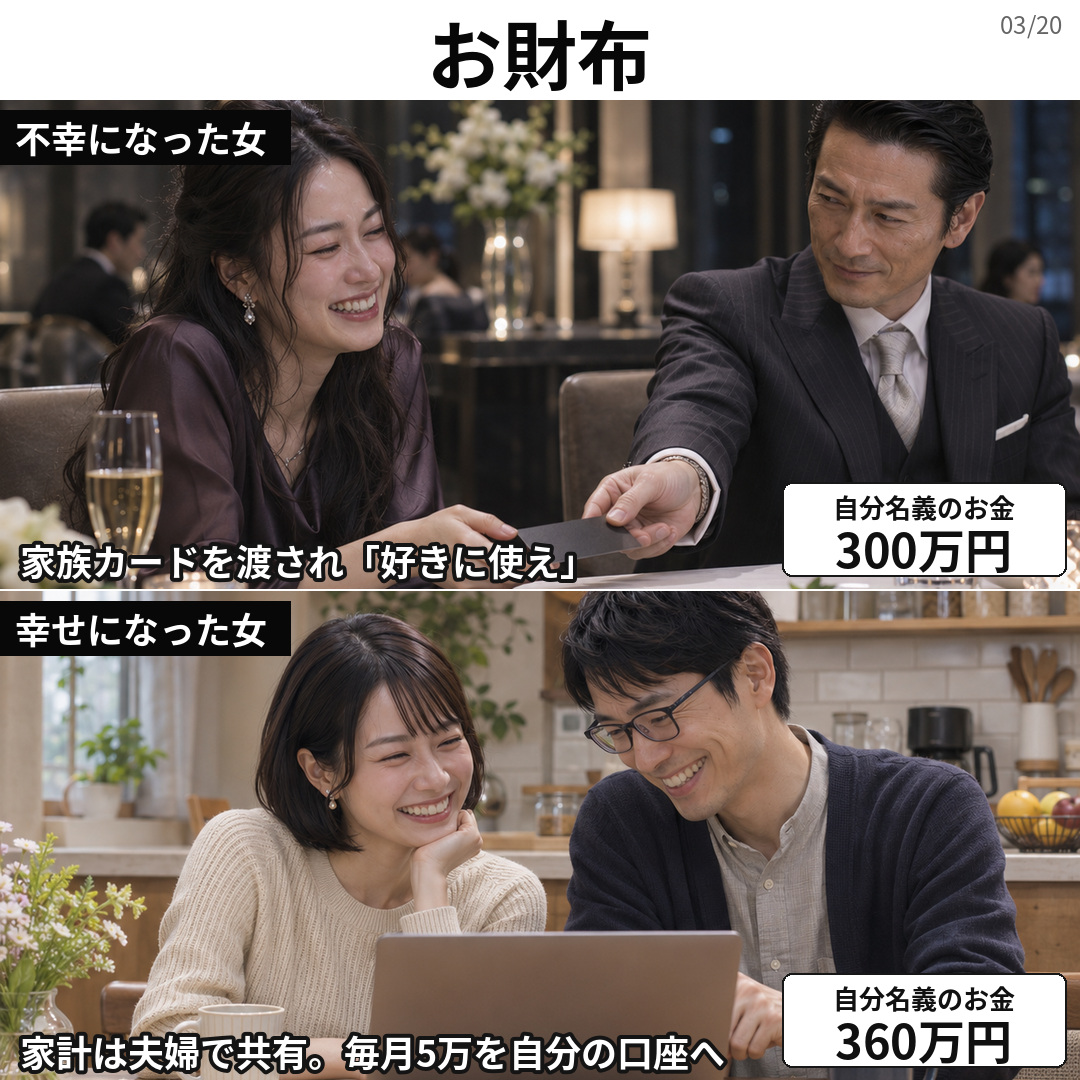 03/20
お財布
不幸になった女
家族カードを渡され「好きに使え」
自分名義のお金
300万円
幸せになった女
家計は夫婦で共有。毎月5万を自分の口座へ
自分名義のお金
360万円